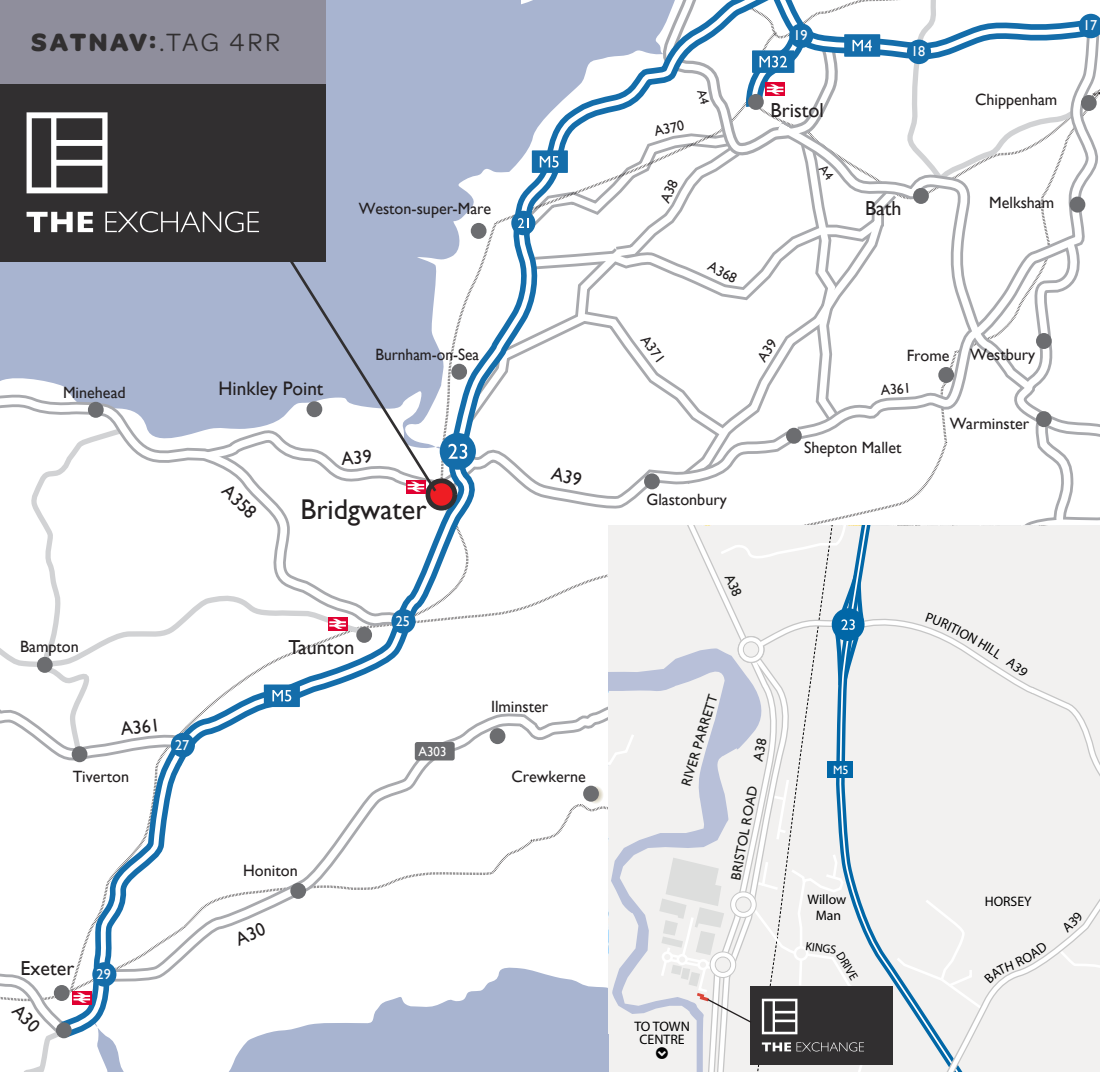 SATNAV:.TAG 4RR
THE EXCHANGE
17
19
M4
18
M32
Bristol
A4
Chippenham
A370
M5
A38
A4
Bath
Melksham
Weston-super-Mare
21
A368
Burnham-on-Sea
A371
A39
Frome
Westbury
Minehead
Hinkley Point
A361
Warminster
23
A39
Shepton Mallet
A39
A358
Bridgwater
Glastonbury
25
Taunton
Bampton
M5
A361
27
Tiverton
Ilminster
A303
Crewkerne
Honiton
A30
Exeter
29
A30
A38
23
PURITION HILL
A39
RIVER PARRETT
A38
M5
BRISTOL ROAD
Willow
Man
HORSEY
KINGS DRIVE
BATH ROAD
A39
TO TOWN
CENTRE
THE EXCHANGE